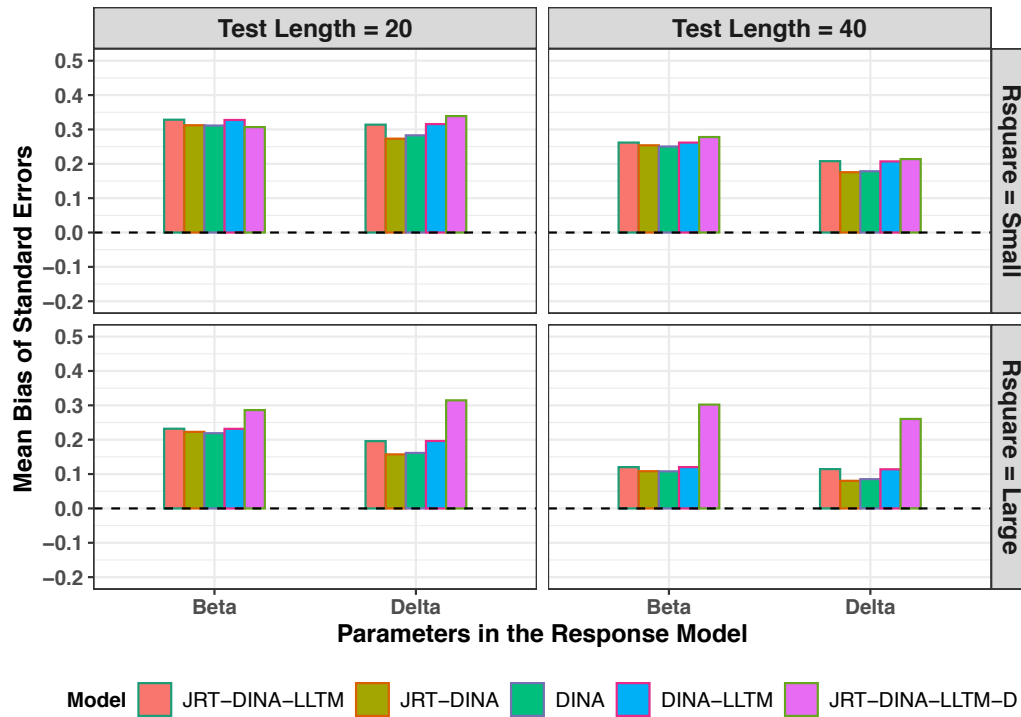 Test Length = 20
Test Length = 40
Mean Bias of Standard Errors
0.5
0.4
0.3
0.2
0.1
0.0
−0.1
−0.2
Rsquare = Small
0.5
0.4
0.3
0.2
0.1
0.0
−0.1
−0.2
Rsquare = Large
Beta
Delta
Beta
Delta
Parameters in the Response Model
Model JRT−DINA−LLTM JRT−DINA DINA DINA−LLTM JRT−DINA−LLTM−D